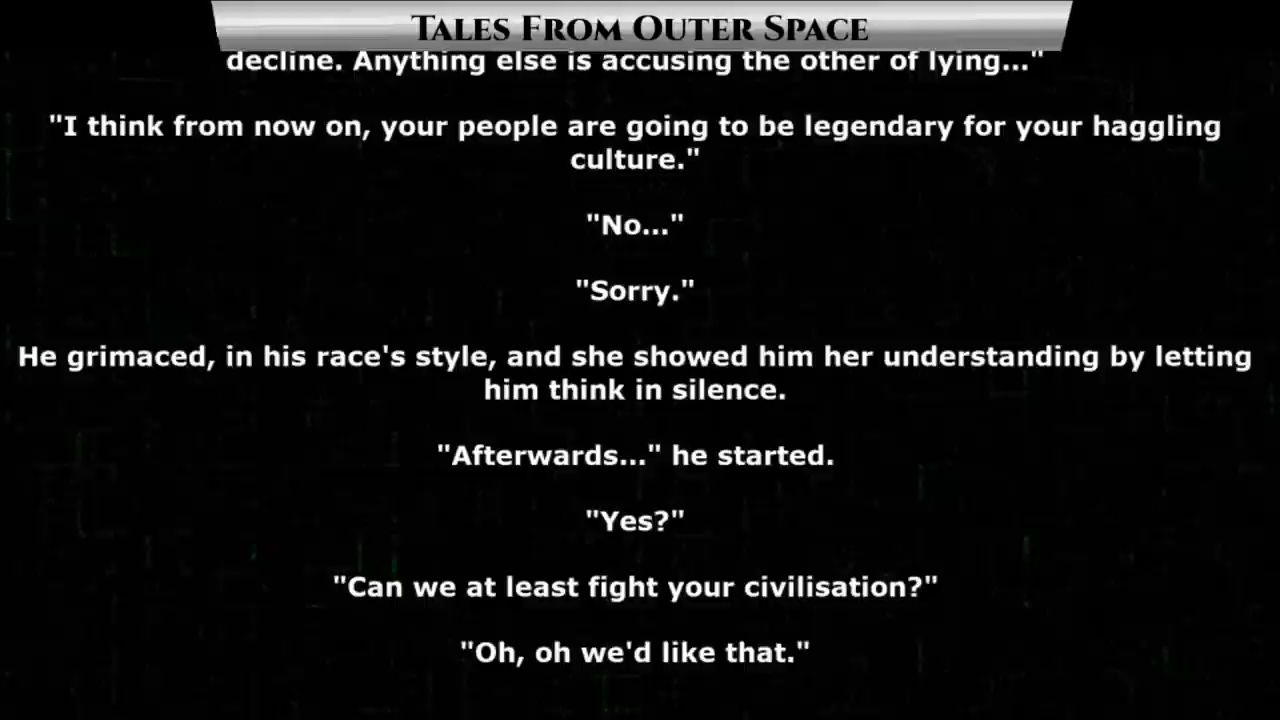 TALES FROM OUTER SPACE
decline. Anything else is accusing the other of lying..."
"I think from now on, your people are going to be legendary for your haggling
culture."
"No..."
"Sorry."
He grimaced, in his race's style, and she showed him her understanding by letting
him think in silence.
"Afterwards..." he started.
"Yes?"
"Can we at least fight your civilisation?"
"Oh, oh we'd like that."